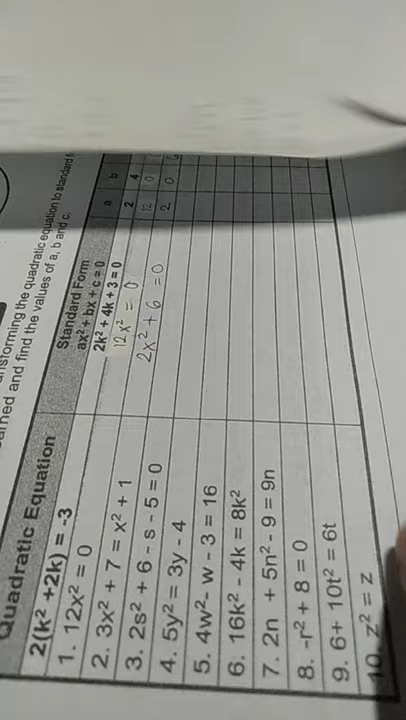 ansforming the quadratic equation to standard f
arned and find the values of a, b and c.
Quadratic Equation Standard Form ax² + bx + c = 0 a b
2(k² +2k) = -3 2k² + 4k + 3 = 0 2 4
1. 12x² = 0 12x² = 0 12 0
2. 3x² + 7 = x² + 1 2x² + 6 = 0 2 0
3. 2s² + 6 - s - 5 = 0
4. 5y² = 3y - 4
5. 4w²- w - 3 = 16
6. 16k² - 4k = 8k²
7. 2n + 5n² - 9 = 9n
8. -r² + 8 = 0
9. 6+ 10t² = 6t
10. z² = z